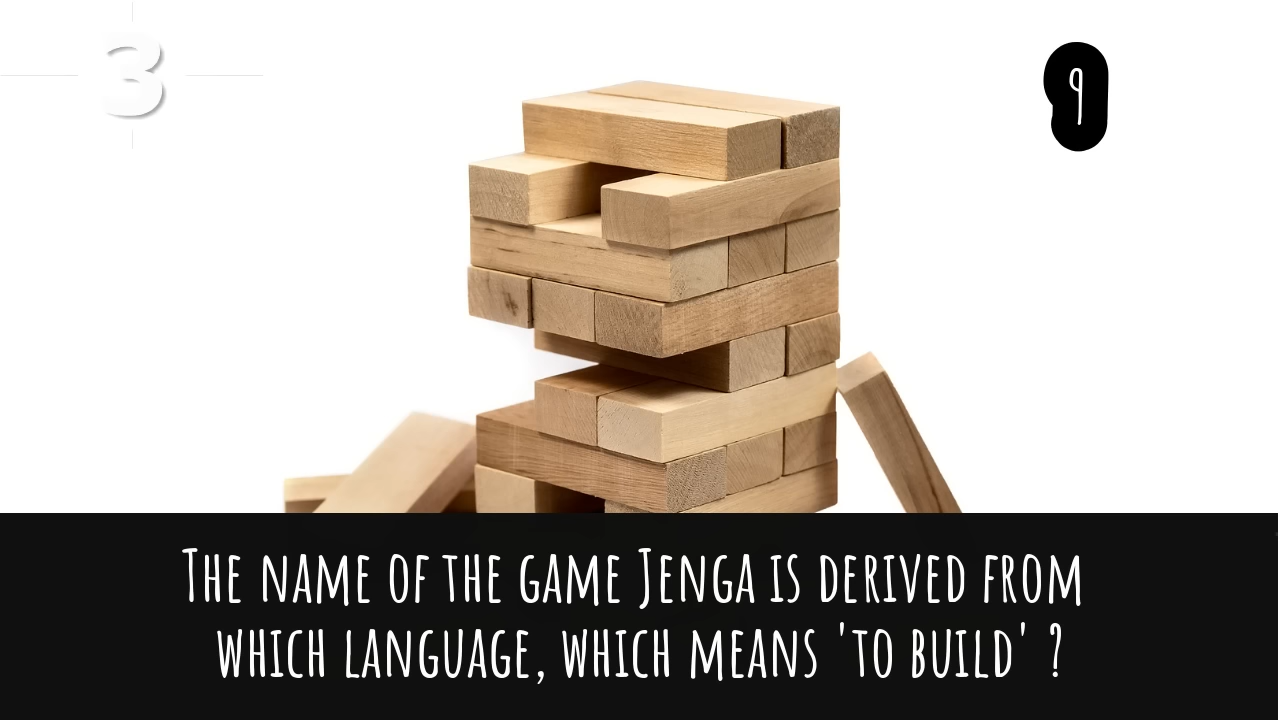 3
9
The name of the game Jenga is derived from
which language, which means 'to build' ?